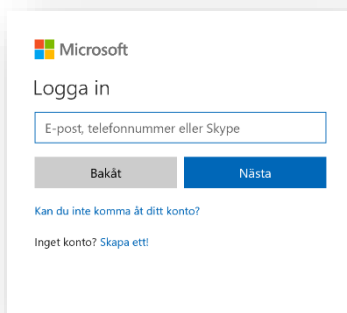 Microsoft
Logga in
E-post, telefonnummer eller Skype
Bakåt
Nästa
Kan du inte komma åt ditt konto?
Inget konto? Skapa ett!